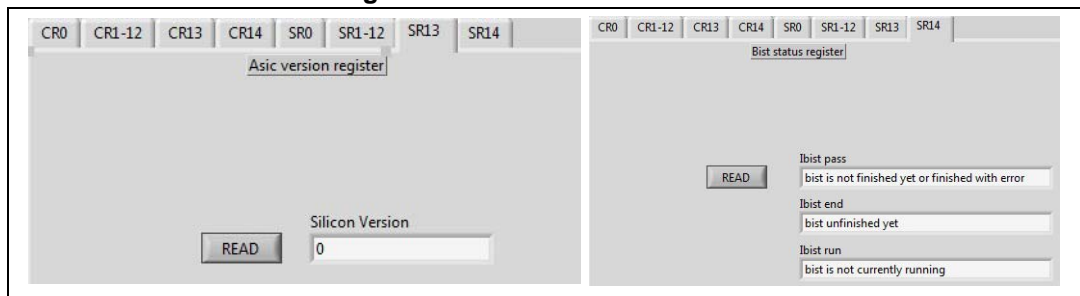 CR0 CR1-12 CR13 CR14 SR0 SR1-12 SR13 SR14
Asic version register
READ
Silicon Version
0
CR0 CR1-12 CR13 CR14 SR0 SR1-12 SR13 SR14
Bist status register
READ
Ibist pass
bist is not finished yet or finished with error
Ibist end
bist unfinished yet
Ibist run
bist is not currently running